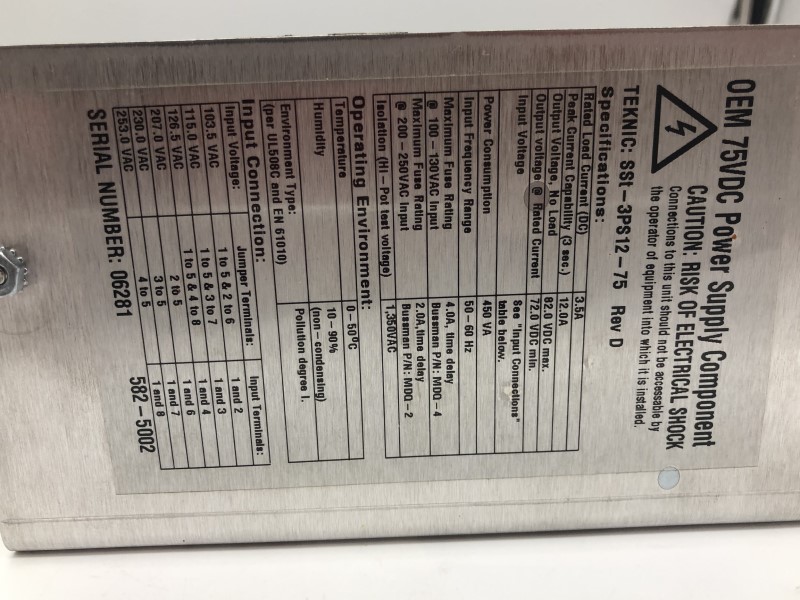 OEM 75VDC Power Supply Component
CAUTION: RISK OF ELECTRICAL SHOCK
Connections to this unit should not be accessable by
the operator of equipment into which it is installed.
TEKNIC: SSt-3PS12-75 Rev D
Specifications:
Rated Load Current (DC) 3.5A
Peak Current Capability (3 sec.) 12.0A
Output voltage, No Load 82.0 VDC max.
Output voltage @ Rated Current 72.0 VDC min.
Input Voltage See "Input Connections"
table below.
Power Consumption 450 VA
Input Frequency Range 50-60 Hz
Maximum Fuse Rating 4.0A, time delay
@ 100-130VAC Input Bussman P/N: MDQ-4
Maximum Fuse Rating 2.0A, time delay
@ 200-250VAC Input Bussman P/N: MDQ-2
Isolation (Hi-Pot test voltage) 1,350VAC
Operating Environment:
Temperature 0-50°C
Humidity 10-90%
(non-condensing)
Environment Type: Pollution degree I.
(per UL508C and EN 61010)
Input Connection:
Input Voltage: Jumper Terminals: Input Terminals:
103.5 VAC 1 to 5 & 2 to 6 1 and 2
115.0 VAC 1 to 5 & 3 to 7 1 and 3
126.5 VAC 1 to 5 & 4 to 8 1 and 4
207.0 VAC 2 to 5 1 and 6
230.0 VAC 3 to 5 1 and 7
253.0 VAC 4 to 5 1 and 8
SERIAL NUMBER: 06281 582-5002